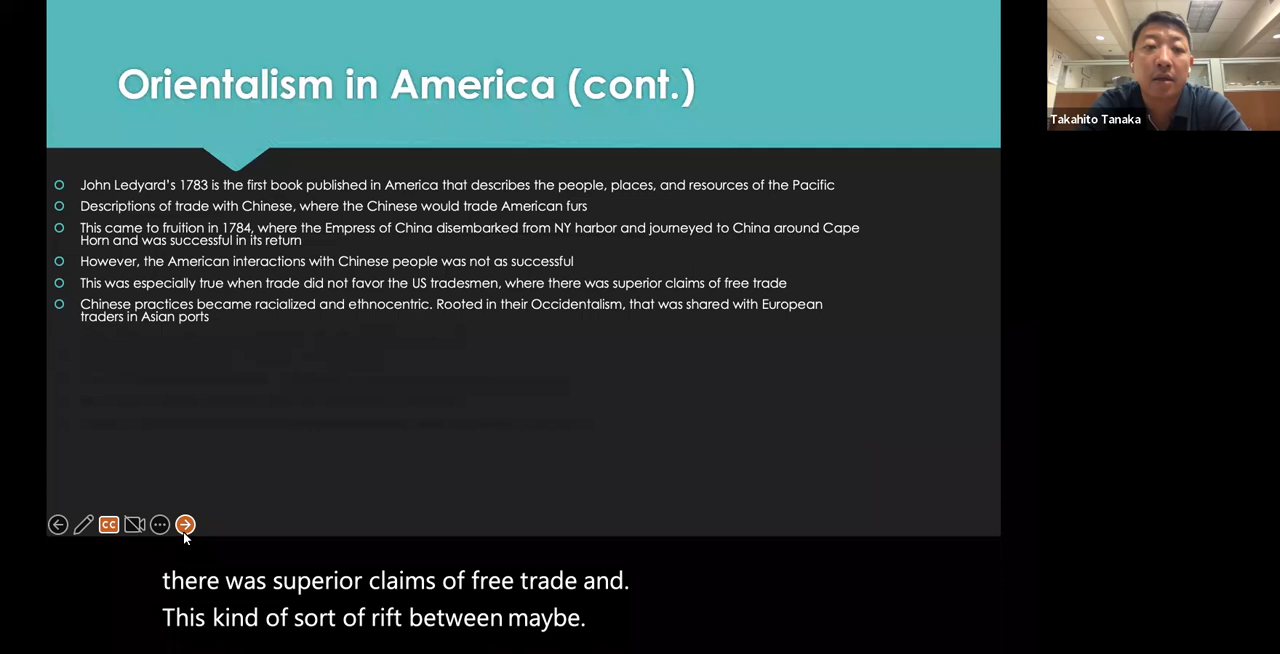 Orientalism in America (cont.)
John Ledyard's 1783 is the first book published in America that describes the people, places, and resources of the Pacific
Descriptions of trade with Chinese, where the Chinese would trade American furs
This came to fruition in 1784, where the Empress of China disembarked from NY harbor and journeyed to China around Cape
Horn and was successful in its return
However, the American interactions with Chinese people was not as successful
This was especially true when trade did not favor the US tradesmen, where there was superior claims of free trade
Chinese practices became racialized and ethnocentric. Rooted in their Occidentalism, that was shared with European
traders in Asian ports
CC
there was superior claims of free trade and.
This kind of sort of rift between maybe.
Takahito Tanaka